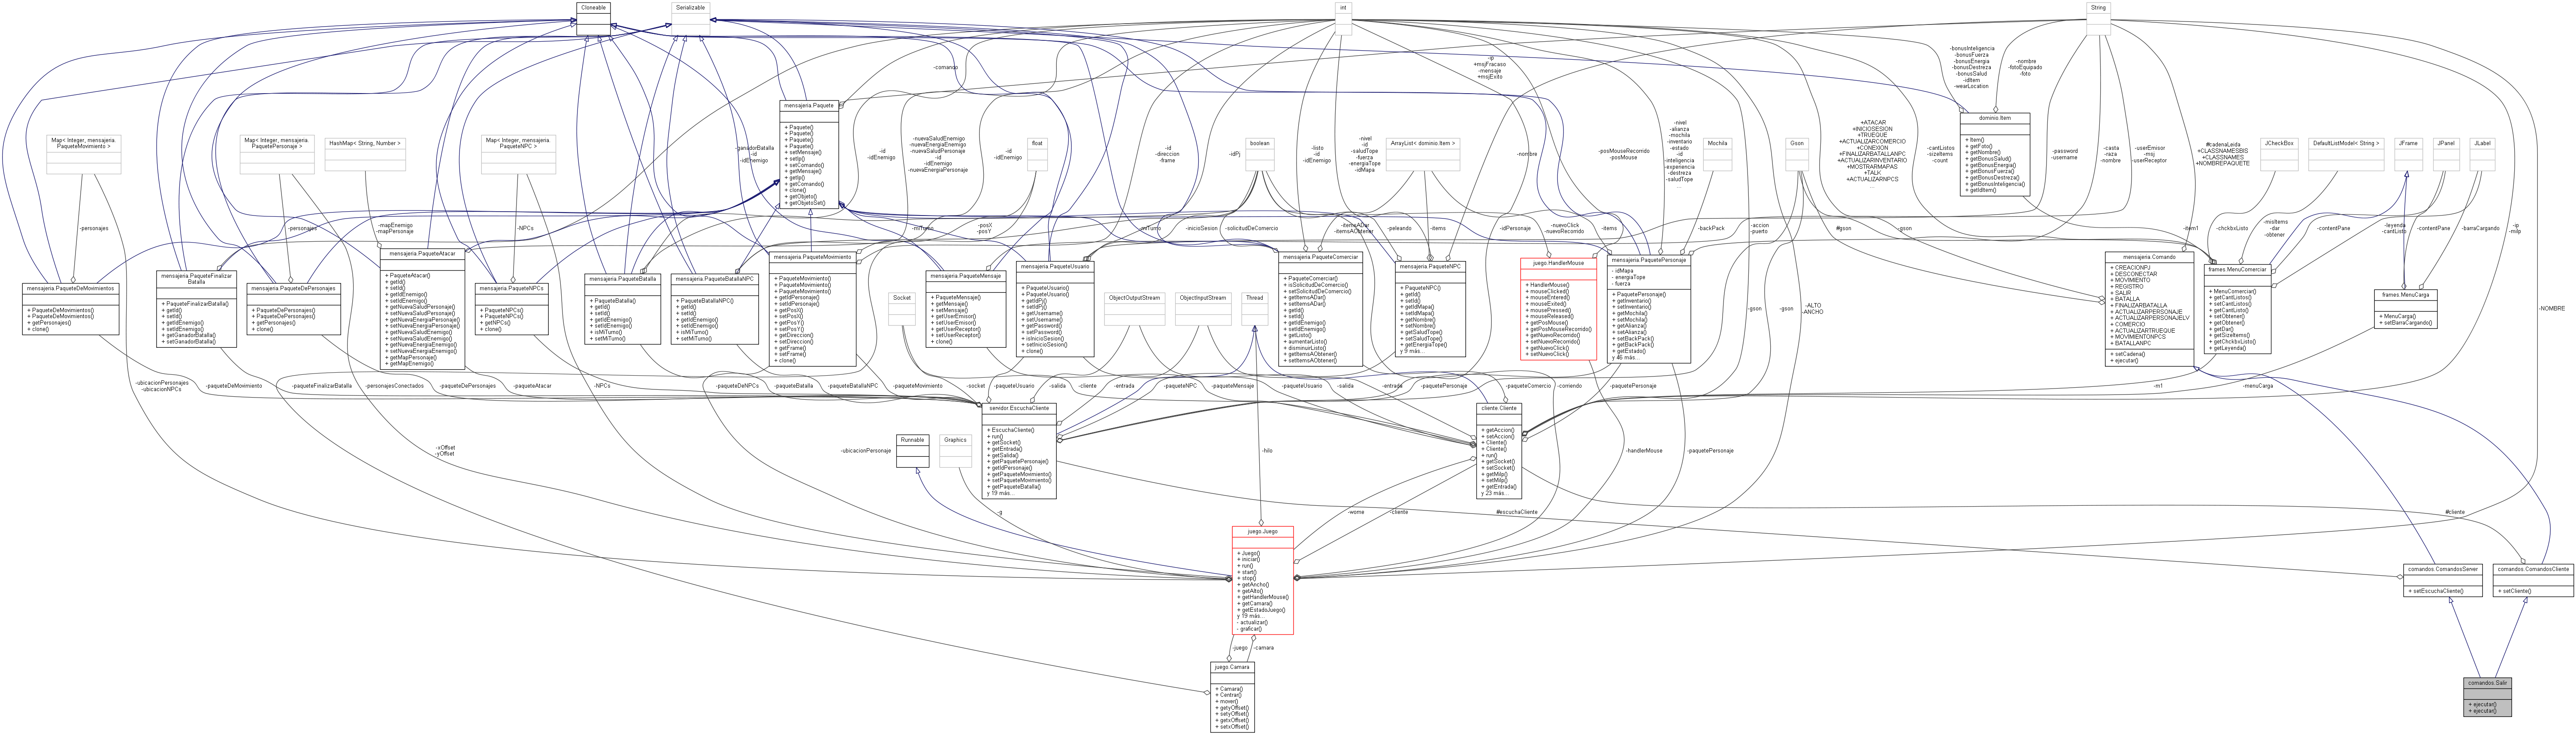 Cloneable
Serializable
int
String
-comando
-ip
+msjFracaso
-mensaje
+msjExito
-bonusInteligencia
-bonusFuerza
-bonusEnergia
-bonusDestreza
-bonusSalud
-idItem
-wearLocation
-nombre
-fotoEquipado
-foto
mensajeria.Paquete
+ Paquete()
+ Paquete()
+ Paquete()
+ Paquete()
+ setMensaje()
+ setIp()
+ setComando()
+ getMensaje()
+ getIp()
+ getComando()
+ clone()
+ getObjeto()
+ getObjetoSet()
dominio.Item
+ Item()
+ getFoto()
+ getNombre()
+ getBonusSalud()
+ getBonusEnergia()
+ getBonusFuerza()
+ getBonusDestreza()
+ getBonusInteligencia()
+ getIdItem()
Map< Integer, mensajeria.
PaqueteMovimiento >
Map< Integer, mensajeria.
PaquetePersonaje >
HashMap< String, Number >
Map< Integer, mensajeria.
PaqueteNPC >
float
boolean
ArrayList< dominio.Item >
Mochila
Gson
JCheckBox
DefaultListModel< String >
JFrame
JPanel
JLabel
mensajeria.PaqueteDeMovimientos
+ PaqueteDeMovimientos()
+ PaqueteDeMovimientos()
+ getPersonajes()
+ clone()
mensajeria.PaqueteFinalizar
Batalla
+ PaqueteFinalizarBatalla()
+ getId()
+ setId()
+ getIdEnemigo()
+ setIdEnemigo()
+ getGanadorBatalla()
+ setGanadorBatalla()
mensajeria.PaqueteDePersonajes
+ PaqueteDePersonajes()
+ PaqueteDePersonajes()
+ getPersonajes()
+ clone()
mensajeria.PaqueteAtacar
+ PaqueteAtacar()
+ getId()
+ setId()
+ getIdEnemigo()
+ setIdEnemigo()
+ getNuevaSaludPersonaje()
+ getNuevaSaludPersonaje()
+ getNuevaEnergiaPersonaje()
+ setNuevaEnergiaPersonaje()
+ setNuevaSaludEnemigo()
+ getNuevaSaludEnemigo()
+ getNuevaEnergiaEnemigo()
+ getNuevaEnergiaEnemigo()
+ getMapPersonaje()
+ getMapEnemigo()
mensajeria.PaqueteNPCs
+ PaqueteNPCs()
+ PaqueteNPCs()
+ getNPCs()
+ clone()
mensajeria.PaqueteBatalla
+ PaqueteBatalla()
+ getId()
+ setId()
+ getIdEnemigo()
+ setIdEnemigo()
+ isMiTurno()
+ setMiTurno()
mensajeria.PaqueteBatallaNPC
+ PaqueteBatallaNPC()
+ getId()
+ setId()
+ getIdEnemigo()
+ setIdEnemigo()
+ isMiTurno()
+ setMiTurno()
mensajeria.PaqueteMovimiento
+ PaqueteMovimiento()
+ PaqueteMovimiento()
+ PaqueteMovimiento()
+ getIdPersonaje()
+ setIdPersonaje()
+ getPosX()
+ setPosX()
+ getPosY()
+ setPosY()
+ getDireccion()
+ setDireccion()
+ getFrame()
+ setFrame()
+ clone()
mensajeria.PaqueteMensaje
+ PaqueteMensaje()
+ getMensaje()
+ setMensaje()
+ getUserEmisor()
+ setUserEmisor()
+ getUserReceptor()
+ setUserReceptor()
+ clone()
mensajeria.PaqueteUsuario
+ PaqueteUsuario()
+ PaqueteUsuario()
+ getIdPj()
+ setIdPj()
+ getUsername()
+ setUsername()
+ getPassword()
+ setPassword()
+ isInicioSesion()
+ setInicioSesion()
+ clone()
mensajeria.PaqueteComerciar
+ PaqueteComerciar()
+ isSolicitudDeComercio()
+ setSolicitudDeComercio()
+ getItemsADar()
+ setItemsADar()
+ getId()
+ setId()
+ getIdEnemigo()
+ setIdEnemigo()
+ getListo()
+ aumentarListo()
+ disminuirListo()
+ getItemsAObtener()
+ setItemsAObtener()
mensajeria.PaqueteNPC
+ PaqueteNPC()
+ getId()
+ setId()
+ getIdMapa()
+ setIdMapa()
+ getNombre()
+ setNombre()
+ getSaludTope()
+ setSaludTope()
+ getEnergiaTope()
y 9 más...
juego.HandlerMouse
+ HandlerMouse()
+ mouseClicked()
+ mouseEntered()
+ mouseExited()
+ mousePressed()
+ mouseReleased()
+ getPosMouse()
+ getPosMouseRecorrido()
+ getNuevoRecorrido()
+ setNuevoRecorrido()
+ getNuevoClick()
+ setNuevoClick()
mensajeria.PaquetePersonaje
- idMapa
- energiaTope
- fuerza
+ PaquetePersonaje()
+ getInventario()
+ setInventario()
+ getMochila()
+ setMochila()
+ getAlianza()
+ setAlianza()
+ setBackPack()
+ getBackPack()
+ getEstado()
y 46 más...
mensajeria.Comando
+ CREACIONPJ
+ DESCONECTAR
+ MOVIMIENTO
+ REGISTRO
+ SALIR
+ BATALLA
+ FINALIZARBATALLA
+ ACTUALIZARPERSONAJE
+ ACTUALIZARPERSONAJELV
+ COMERCIO
+ ACTUALIZARTRUEQUE
+ MOVIMIENTONPCS
+ BATALLANPC
+ setCadena()
+ ejecutar()
frames.MenuComerciar
+ MenuComerciar()
+ getCantListos()
+ setCantListos()
+ getCantListo()
+ setObtener()
+ getObtener()
+ getDar()
+ getSizeItems()
+ getChckbxListo()
+ getLeyenda()
frames.MenuCarga
+ MenuCarga()
+ setBarraCargando()
Socket
ObjectOutputStream
ObjectInputStream
Thread
servidor.EscuchaCliente
+ EscuchaCliente()
+ run()
+ getSocket()
+ getEntrada()
+ getSalida()
+ getPaquetePersonaje()
+ getIdPersonaje()
+ getPaqueteMovimiento()
+ setPaqueteMovimiento()
+ getPaqueteBatalla()
y 19 más...
cliente.Cliente
+ getAccion()
+ setAccion()
+ Cliente()
+ Cliente()
+ run()
+ getSocket()
+ setSocket()
+ getMiIp()
+ setMiIp()
+ getEntrada()
y 23 más...
Runnable
Graphics
juego.Juego
+ Juego()
+ iniciar()
+ run()
+ start()
+ stop()
+ getAncho()
+ getAlto()
+ getHandlerMouse()
+ getCamara()
+ getEstadoJuego()
y 19 más...
- actualizar()
- graficar()
juego.Camara
+ Camara()
+ Centrar()
+ mover()
+ getyOffset()
+ setyOffset()
+ getxOffset()
+ setxOffset()
comandos.ComandosServer
+ setEscuchaCliente()
comandos.ComandosCliente
+ setCliente()
comandos.Salir
+ ejecutar()
+ ejecutar()
-personajes
-personajes
-mapEnemigo
-mapPersonaje
-NPCs
-id
-idEnemigo
-nuevaSaludEnemigo
-nuevaEnergiaEnemigo
-nuevaSaludPersonaje
-id
-idEnemigo
-nuevaEnergiaPersonaje
-id
-idEnemigo
-miTurno
-posX
-posY
-id
-direccion
-frame
-idPj
-inicioSesion
-solicitudDeComercio
-listo
-id
-idEnemigo
-nivel
-id
-saludTope
-fuerza
-energiaTope
-idMapa
-itemsADar
-itemsAObtener
-peleando
-items
-nombre
-idPersonaje
-posMouseRecorrido
-posMouse
-nuevoClick
-nuevoRecorrido
-items
-nivel
-alianza
-mochila
-inventario
-estado
-id
-inteligencia
-experiencia
-destreza
-saludTope
...
-backPack
-accion
-puerto
#gson
-gson
+ATACAR
+INICIOSESION
+TRUEQUE
+ACTUALIZARCOMERCIO
+CONEXION
+FINALIZARBATALLANPC
+ACTUALIZARINVENTARIO
+MOSTRARMAPAS
+TALK
+ACTUALIZARNPCS
...
-cantListos
-sizeItems
-count
-password
-username
-casta
-raza
-nombre
-userEmisor
-msj
-userReceptor
#cadenaLeida
+CLASSNAMESBIS
+CLASSNAMES
+NOMBREPAQUETE
-item1
-chckbxListo
-misItems
-dar
-obtener
-contentPane
-leyenda
-cantListo
-contentPane
-barraCargando
-ip
-miIp
-ubicacionPersonajes
-ubicacionNPCs
-paqueteDeMovimiento
-paqueteFinalizarBatalla
-personajesConectados
-paqueteDePersonajes
-paqueteAtacar
-NPCs
-paqueteDeNPCs
-paqueteBatalla
-paqueteBatallaNPC
-paqueteMovimiento
-socket
-paqueteUsuario
-salida
-cliente
-entrada
-paqueteNPC
-paqueteMensaje
-paquetePersonaje
-paqueteUsuario
-salida
-entrada
-paqueteComercio
-corriendo
-paquetePersonaje
-gson
-gson
-ALTO
-ANCHO
-m1
-menuCarga
-NOMBRE
-xOffset
-yOffset
-ubicacionPersonaje
-hilo
-handlerMouse
-paquetePersonaje
-g
-wome
-cliente
#escuchaCliente
#cliente
-juego
-camara